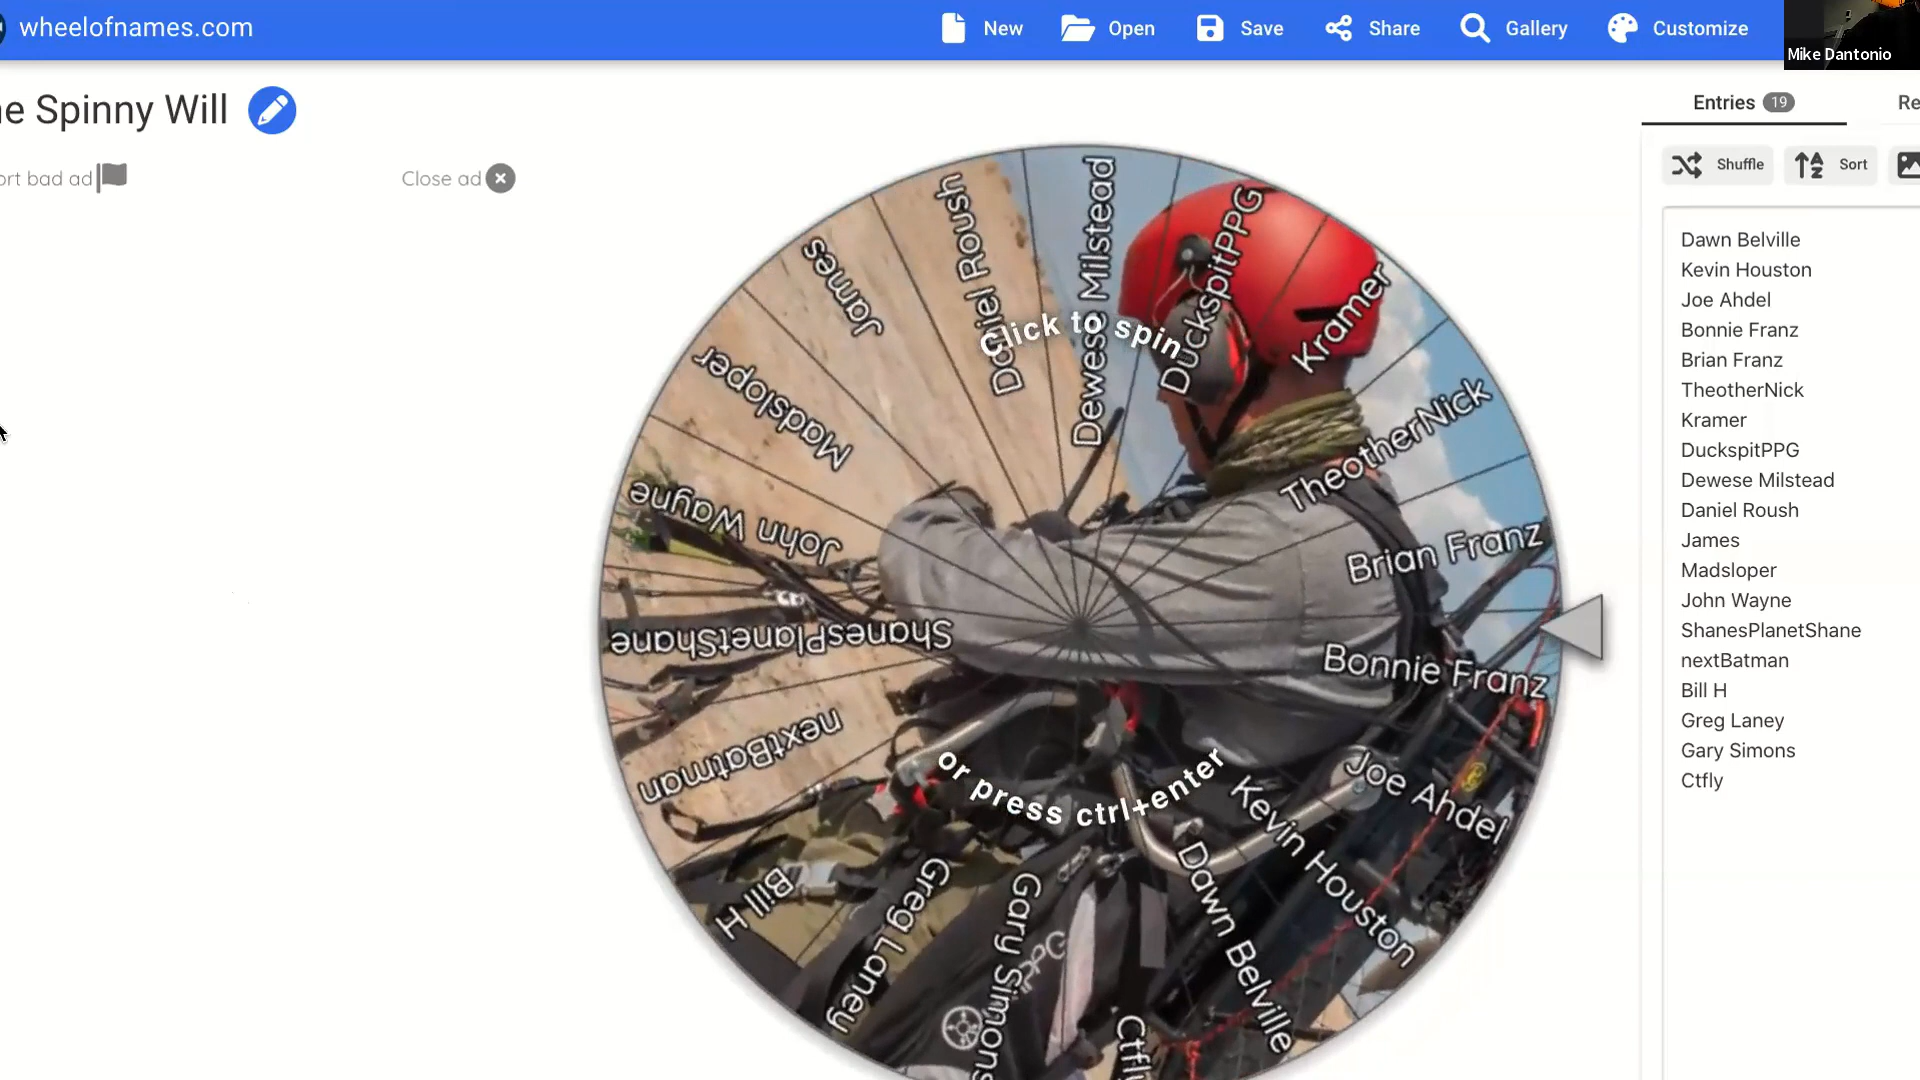 wheelofnames.com
New
Open
Save
Share
Gallery
Customize
Mike Dantonio
e Spinny Will
ort bad ad
Close ad
Entries 19
Re
Shuffle
Sort
Dawn Belville
Kevin Houston
Joe Ahdel
Bonnie Franz
Brian Franz
TheotherNick
Kramer
DuckspitPPG
Dewese Milstead
Daniel Roush
James
Madsloper
John Wayne
ShanesPlanetShane
nextBatman
Bill H
Greg Laney
Gary Simons
Ctfly
Click to spin
or press ctrl+enter
Dewese Milstead
DuckspitPPG
Kramer
TheotherNick
Brian Franz
Bonnie Franz
Joe Ahdel
Kevin Houston
Dawn Belville
Ctfl
Gary Simons
Greg Laney
Bill H
nextBatman
ShanesPlanetShane
John Wayne
Madsloper
James
Daniel Roush